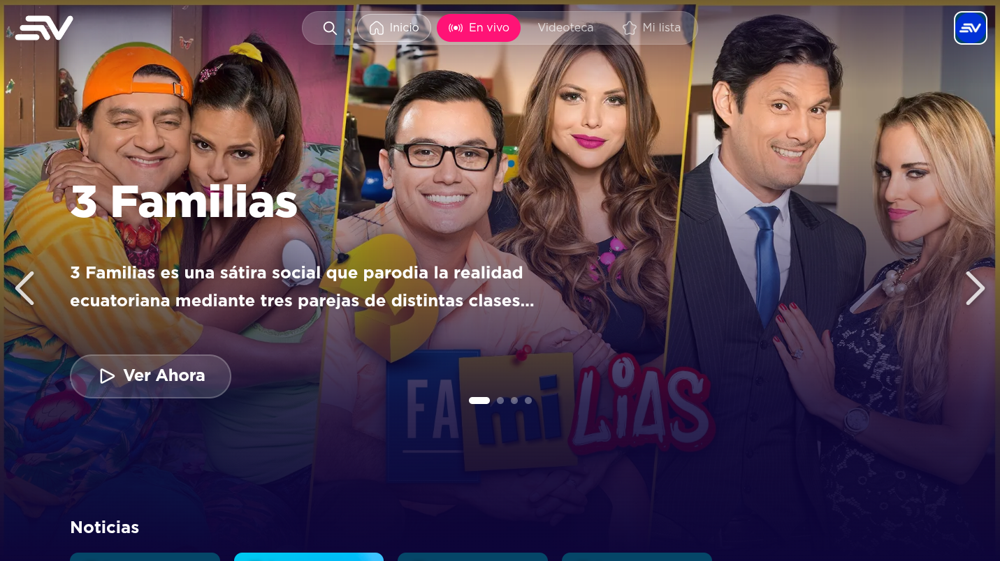 Inicio
En vivo
Videoteca
Mi lista
3 Familias
3 Familias es una sátira social que parodia la realidad
ecuatoriana mediante tres parejas de distintas clases...
Ver Ahora
3
FAmiLiAS
Noticias